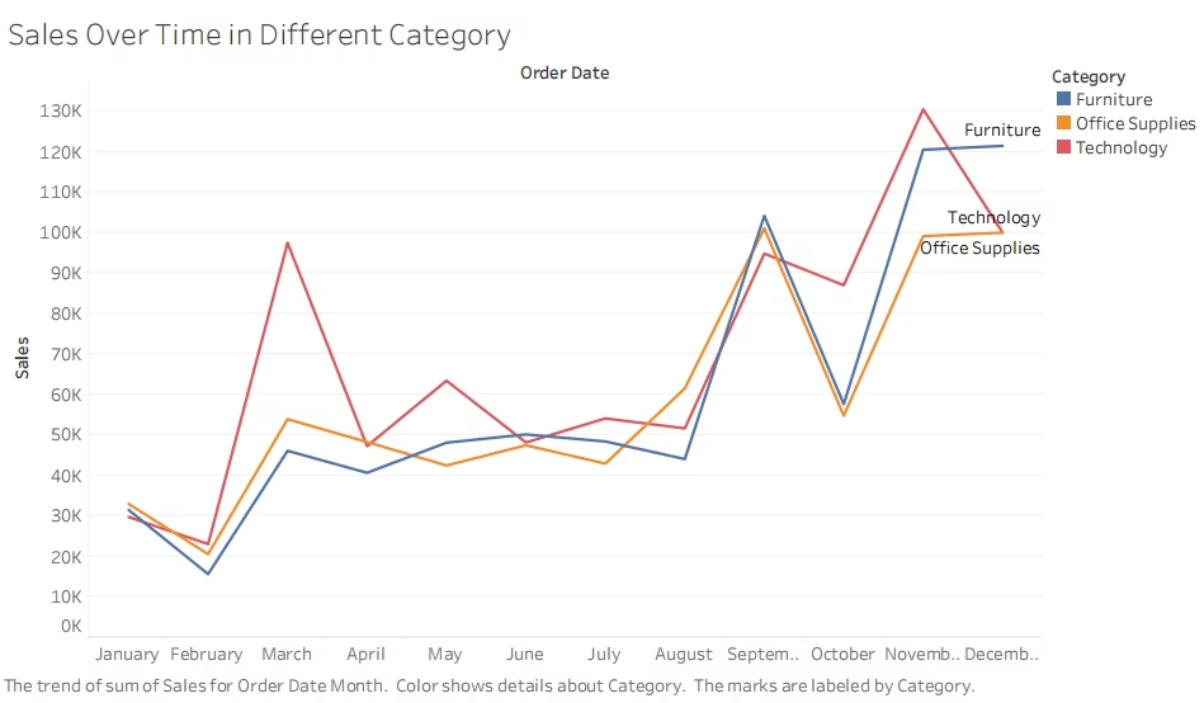 Sales Over Time in Different Category
Order Date
Category
Furniture
Office Supplies
Technology
130K
120K
110K
100K
90K
80K
70K
60K
50K
40K
30K
20K
10K
0K
Sales
Furniture
Technology
Office Supplies
January February March April May June July August Septem.. October Novemb.. Decemb..
The trend of sum of Sales for Order Date Month. Color shows details about Category. The marks are labeled by Category.